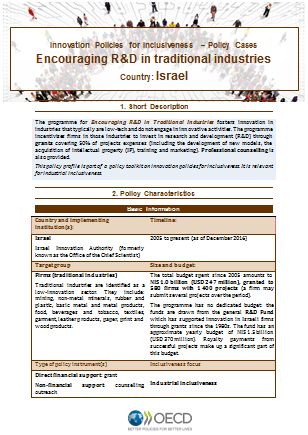 Innovation Policies for Inclusiveness – Policy Cases
Encouraging R&D in traditional industries
Country: Israel
1. Short Description
The programme for Encouraging R&D in Traditional Industries fosters innovation in
industries that typically are low-tech and do not engage in innovative activities. The programme
incentivise firms in those industries to invest in research and development (R&D) through
grants covering 50% of projects expenses (including the development of new models, the
acquisition of intellectual property (IP), training and marketing). Professional counselling is
also provided.
This policy profile is part of a policy toolkit on innovation policies for inclusiveness. It is relevant
for industrial inclusiveness
2. Policy Characteristics
Basic Information
Country and implementing
institution(s):
Timeline:
Israel
Israel Innovation Authority (formerly
known as the Office of the Chief Scientist)
2005 to present (as of December 2016)
Target group
Size and budget:
Firms (traditional industries)
Traditional industries are identified as a
low-innovation sector. They include
mining, non-metal minerals, rubber and
plastic, basic metal and metal products,
food, beverages and tobacco, textiles,
garment, leather products, paper, print and
wood products.
The total budget spent since 2005 amounts to
NIS 1.0 billion (USD 247 million), granted to
590 firms with 1 400 projects (a firm may
submit several projects over the period).
The programme has no dedicated budget: the
funds are drawn from the general R&D Fund
which has supported innovation in Israeli firms
through grants since the 1980s. The fund has an
approximate yearly budget of NIS 1.5 billion
(USD 370 million). Royalty payments from
successful projects make up a significant part of
this budget.
Type of policy instrument(s)
Inclusiveness focus
Direct financial support: grant
Non-financial support: counseling
outreach
Industrial inclusiveness
OECD
BETTER POLICIES FOR BETTER LIVES